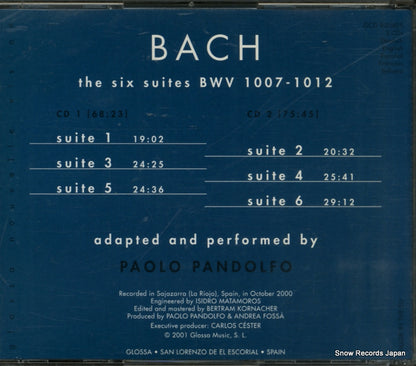 BACH
the six suites BWV 1007-1012
CD 1 [68:23]
suite 1 19:02
suite 3 24:25
suite 5 24:36
CD 2 [75:45]
suite 2 20:32
suite 4 25:41
suite 6 29:12
adapted and performed by
PAOLO PANDOLFO
Recorded in Sajazarra (La Rioja), Spain, in October 2000
Engineered by ISIDRO MATAMOROS
Edited and mastered by BERTRAM KORNACHER
Produced by PAOLO PANDOLFO & ANDREA FOSSÀ
Executive producer: CARLOS CÉSTER
© 2001 Glossa Music, S. L.
GLOSSA • SAN LORENZO DE EL ESCORIAL • SPAIN
Snow Records Japan